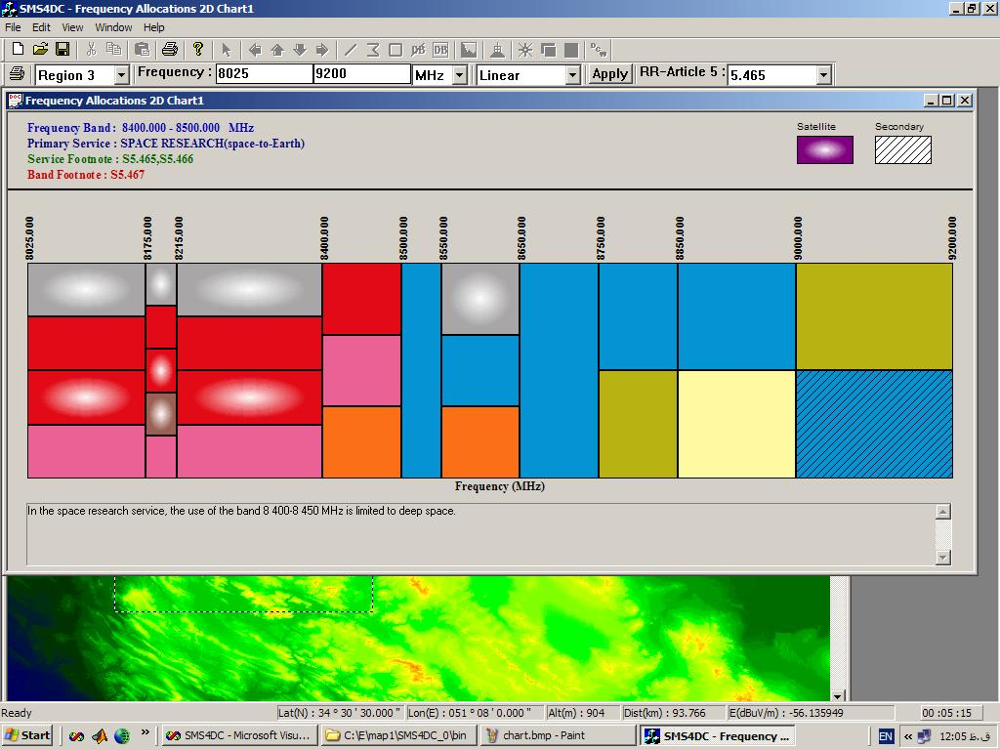 SMS4DC - Frequency Allocations 2D Chart1
File Edit View Window Help
Region 3 Frequency : 8025 9200 MHz Linear Apply RR-Article 5 : 5.465
Frequency Allocations 2D Chart1
Frequency Band : 8400.000 - 8500.000 MHz
Primary Service : SPACE RESEARCH(space-to-Earth)
Service Footnote : S5.465,S5.466
Band Footnote : S5.467
Satellite Secondary
8025.000 8175.000 8215.000 8400.000 8500.000 8550.000 8650.000 8750.000 8850.000 9000.000 9200.000
Frequency (MHz)
In the space research service, the use of the band 8 400-8 450 MHz is limited to deep space.
Ready Lat(N) : 34 ° 30 ' 30.000 " Lon(E) : 051 ° 08 ' 0.000 " Alt(m) : 904 Dist(km) : 93.766 E(dBuV/m) : -56.135949 00 :05 :15
Start » SMS4DC - Microsoft Visu... C:\E\map1\SMS4DC_0\bin chart.bmp - Paint SMS4DC - Frequency ... EN « 12:05 ق.ظ